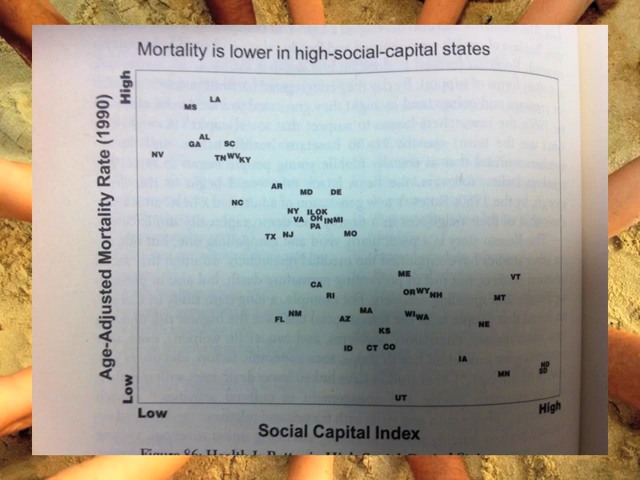 Mortality is lower in high-social-capital states
High
Age-Adjusted Mortality Rate (1990)
LA
MS
AL
GA
SC
NV
TN
WV
KY
AR
MD
DE
NC
NY
IL
OK
VA
OH
IN
MI
PA
TX
NJ
MO
ME
VT
CA
OR
WY
NH
RI
MT
NM
MA
FL
AZ
WI
WA
KS
NE
ID
CT
CO
IA
ND
SD
MN
UT
Low
Low
High
Social Capital Index